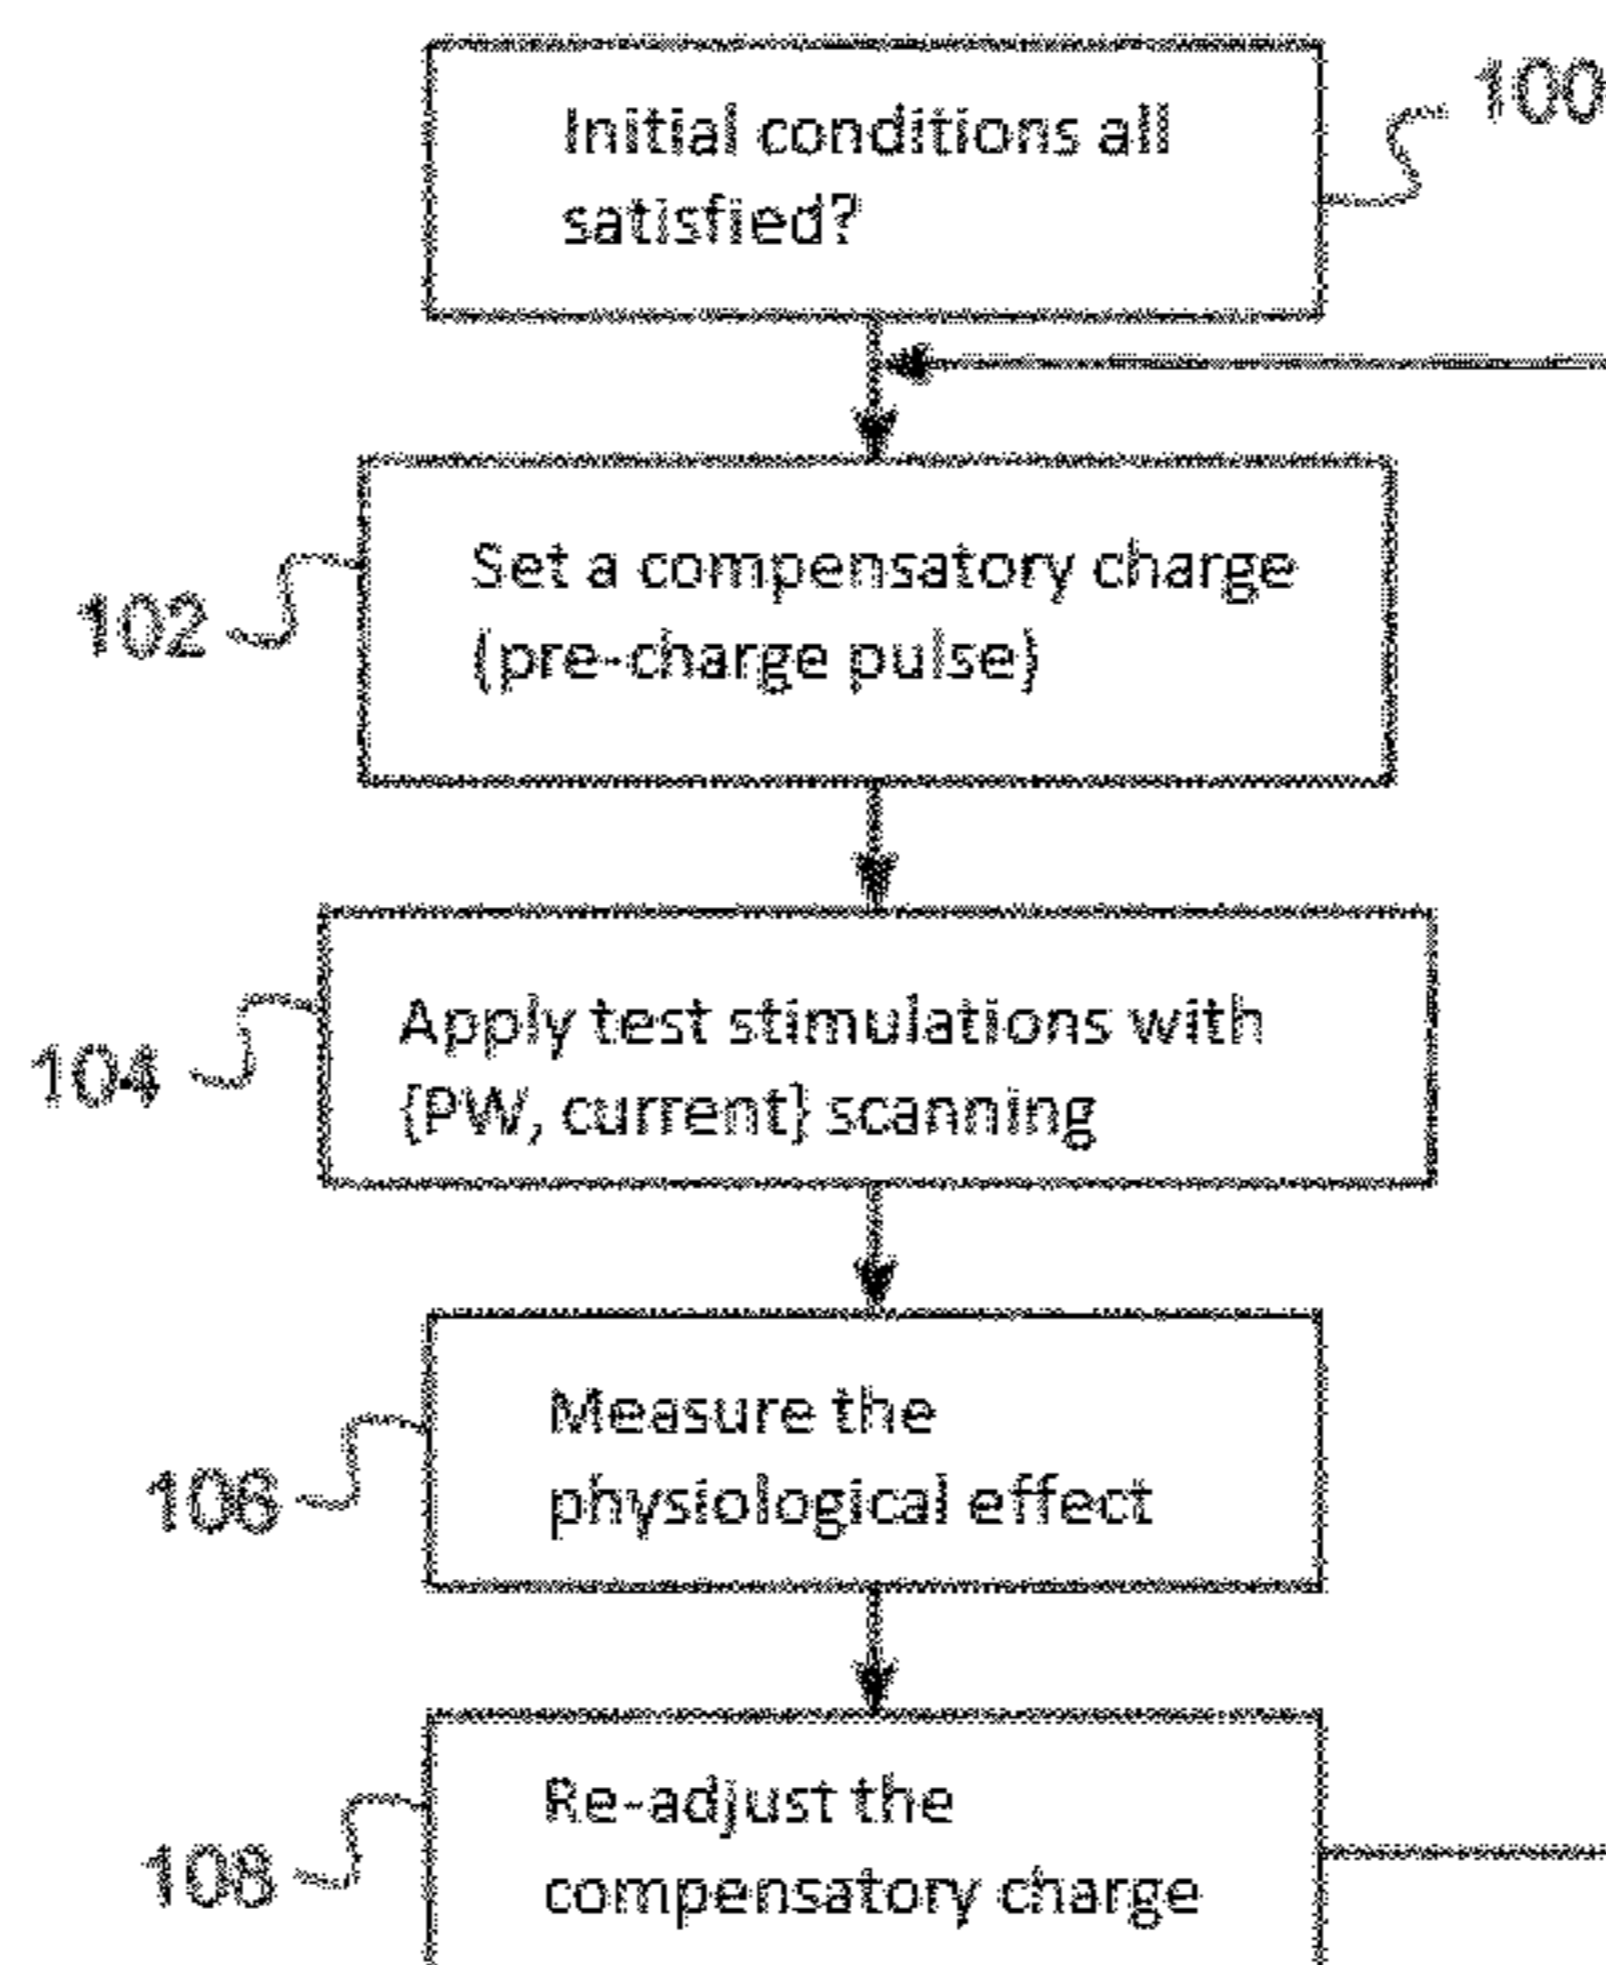 Initial conditions all
satisfied?
100
Set a compensatory charge
(pre-charge pulse)
102
Apply test stimulations with
{PW, current} scanning
104
Measure the
physiological effect
106
Re-adjust the
compensatory charge
108